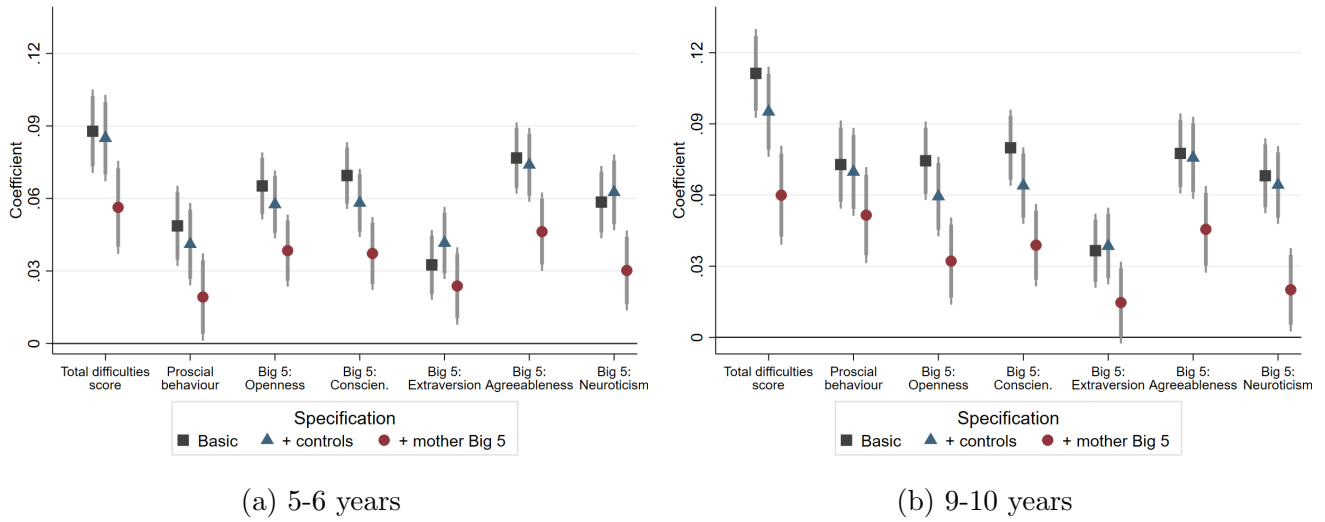 Coefficient
.12
.09
.06
.03
0
Total difficulties
score
Proscial
behaviour
Big 5:
Openness
Big 5:
Conscien.
Big 5:
Extraversion
Big 5:
Agreeableness
Big 5:
Neuroticism
Specification
Basic
+ controls
+ mother Big 5
(a) 5-6 years
Coefficient
.12
.09
.06
.03
0
Total difficulties
score
Proscial
behaviour
Big 5:
Openness
Big 5:
Conscien.
Big 5:
Extraversion
Big 5:
Agreeableness
Big 5:
Neuroticism
Specification
Basic
+ controls
+ mother Big 5
(b) 9-10 years